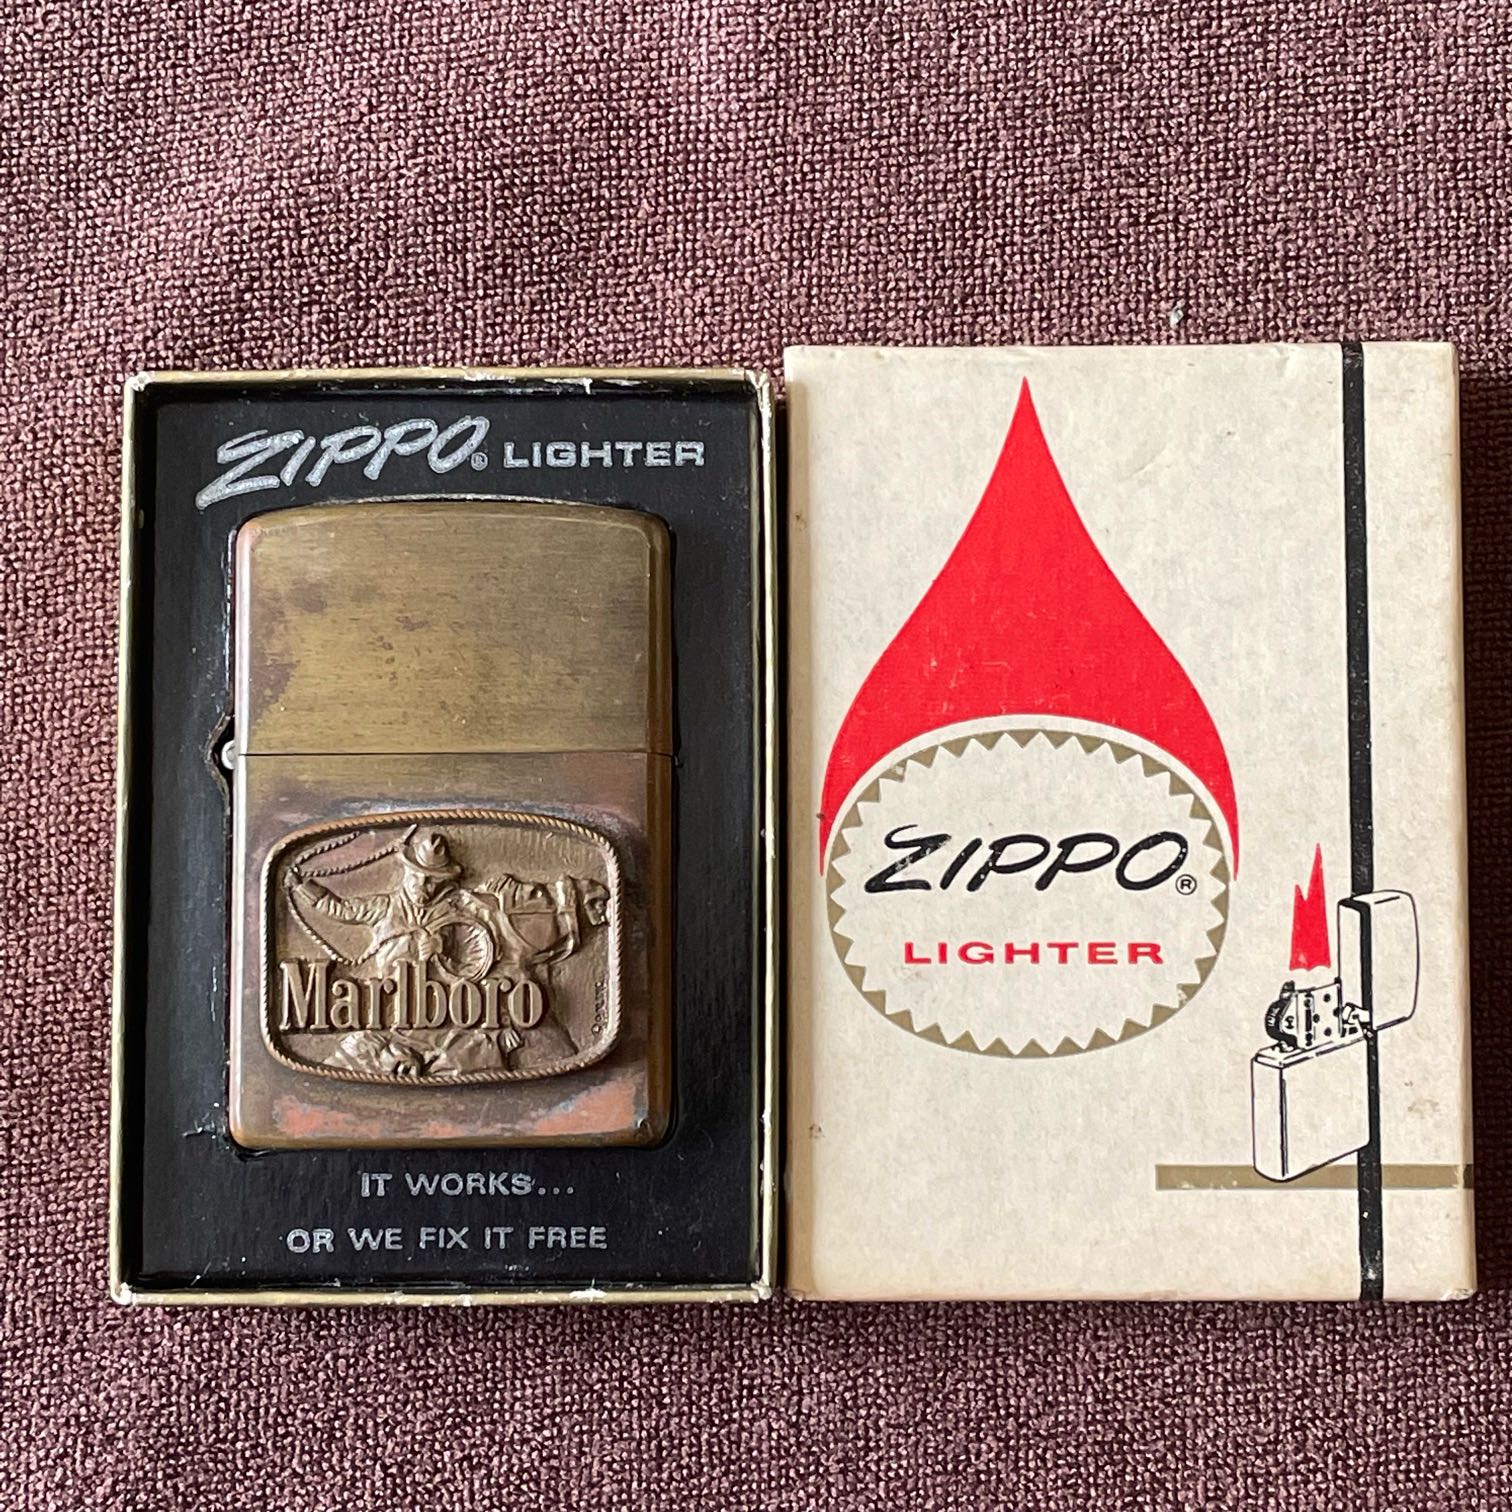 ZIPPO® LIGHTER
Marlboro
IT WORKS...
OR WE FIX IT FREE
ZIPPO®
LIGHTER